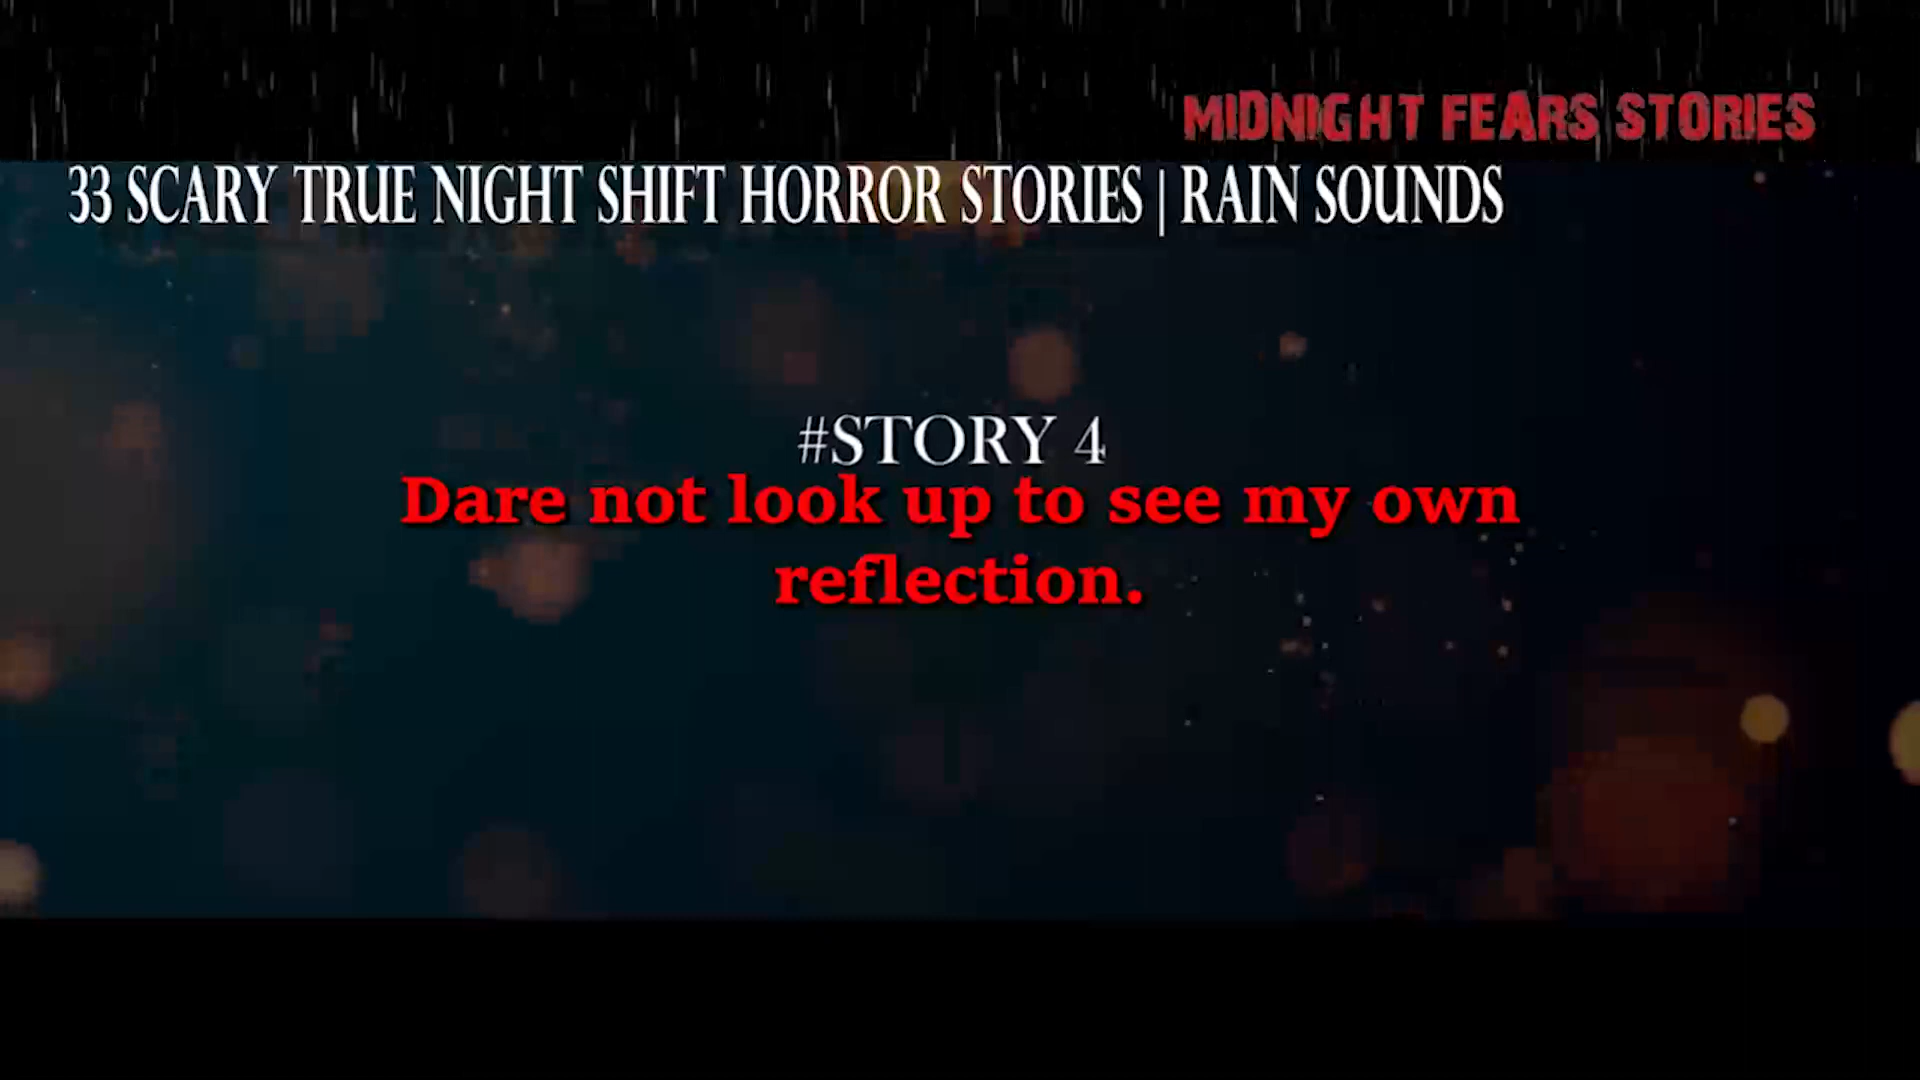 MIDNIGHT FEARS STORIES
33 SCARY TRUE NIGHT SHIFT HORROR STORIES | RAIN SOUNDS
#STORY 4
Dare not look up to see my own
reflection.